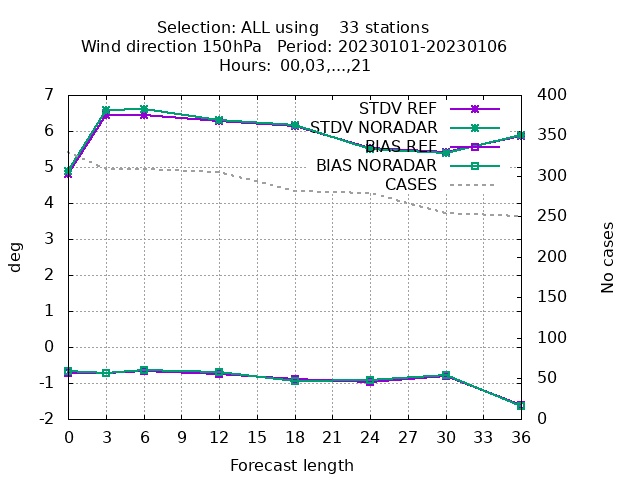 Selection: ALL using 33 stations
Wind direction 150hPa Period: 20230101-20230106
Hours: 00,03,...,21
7
6
5
4
3
2
1
0
-1
-2
deg
STDV REF
STDV NORADAR
BIAS REF
BIAS NORADAR
CASES
400
350
300
250
200
150
100
50
0
No cases
0 3 6 9 12 15 18 21 24 27 30 33 36
Forecast length